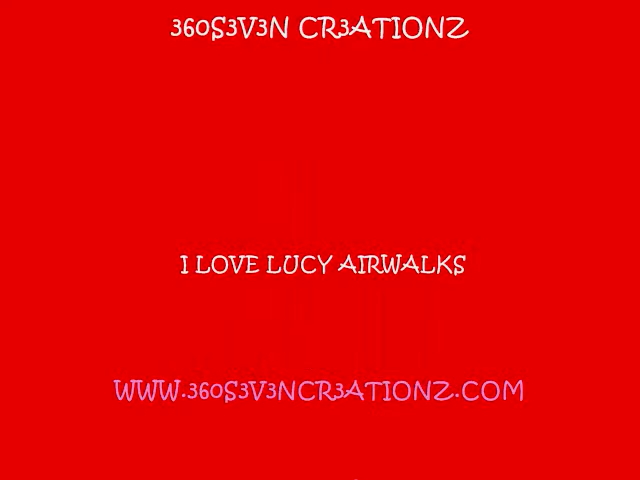 360S3V3N CR3ATIONZ
I LOVE LUCY AIRWALKS
WWW.360S3V3NCR3ATIONZ.COM